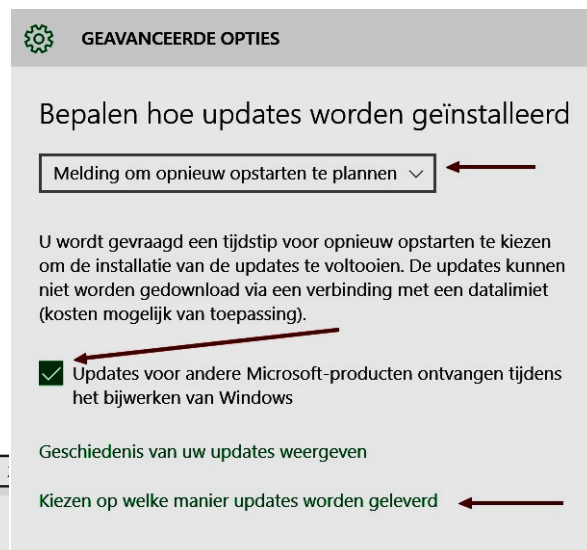 GEAVANCEERDE OPTIES
Bepalen hoe updates worden geïnstalleerd
Melding om opnieuw opstarten te plannen
U wordt gevraagd een tijdstip voor opnieuw opstarten te kiezen
om de installatie van de updates te voltooien. De updates kunnen
niet worden gedownload via een verbinding met een datalimiet
(kosten mogelijk van toepassing).
Updates voor andere Microsoft-producten ontvangen tijdens
het bijwerken van Windows
Geschiedenis van uw updates weergeven
Kiezen op welke manier updates worden geleverd